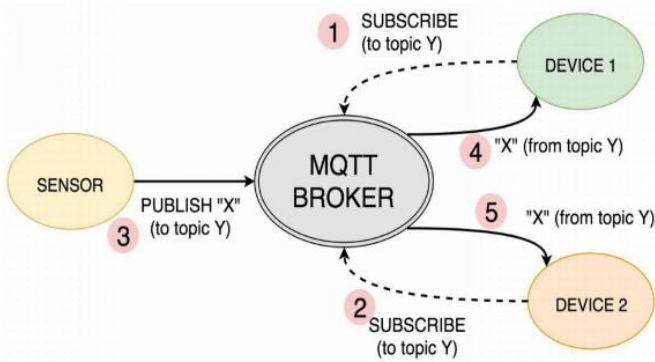 1
SUBSCRIBE
(to topic Y)
DEVICE 1
MQTT
BROKER
4
"X" (from topic Y)
SENSOR
3
PUBLISH "X"
(to topic Y)
5
"X" (from topic Y)
2
SUBSCRIBE
(to topic Y)
DEVICE 2